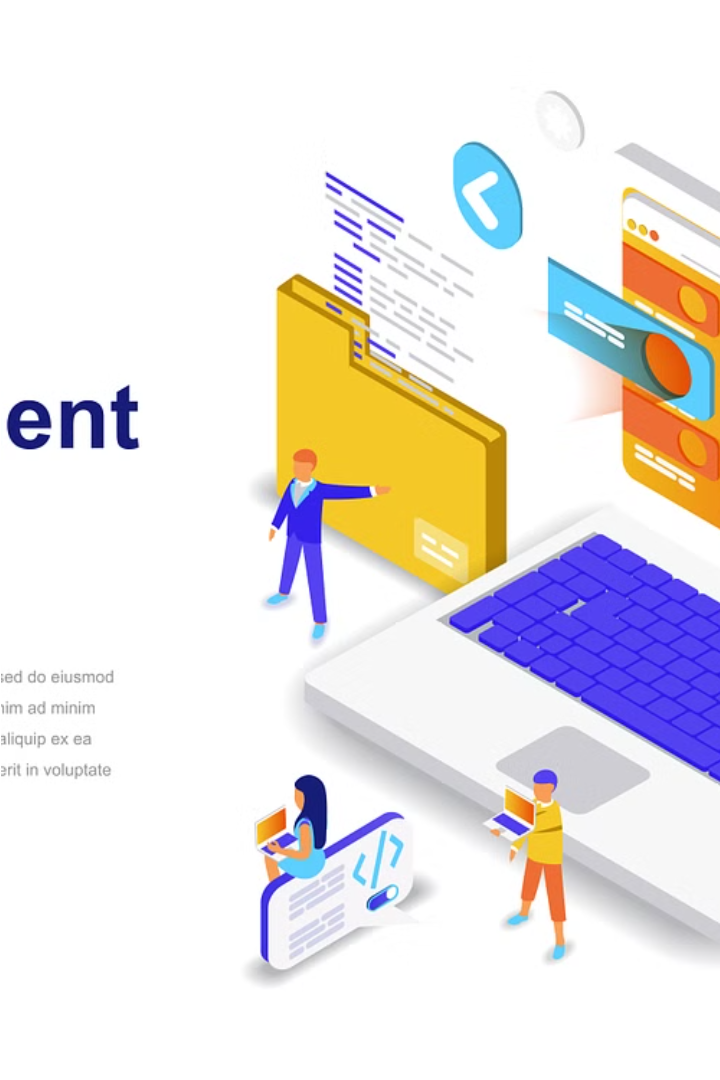 ent
sed do eiusmod
nim ad minim
aliquip ex ea
erit in voluptate